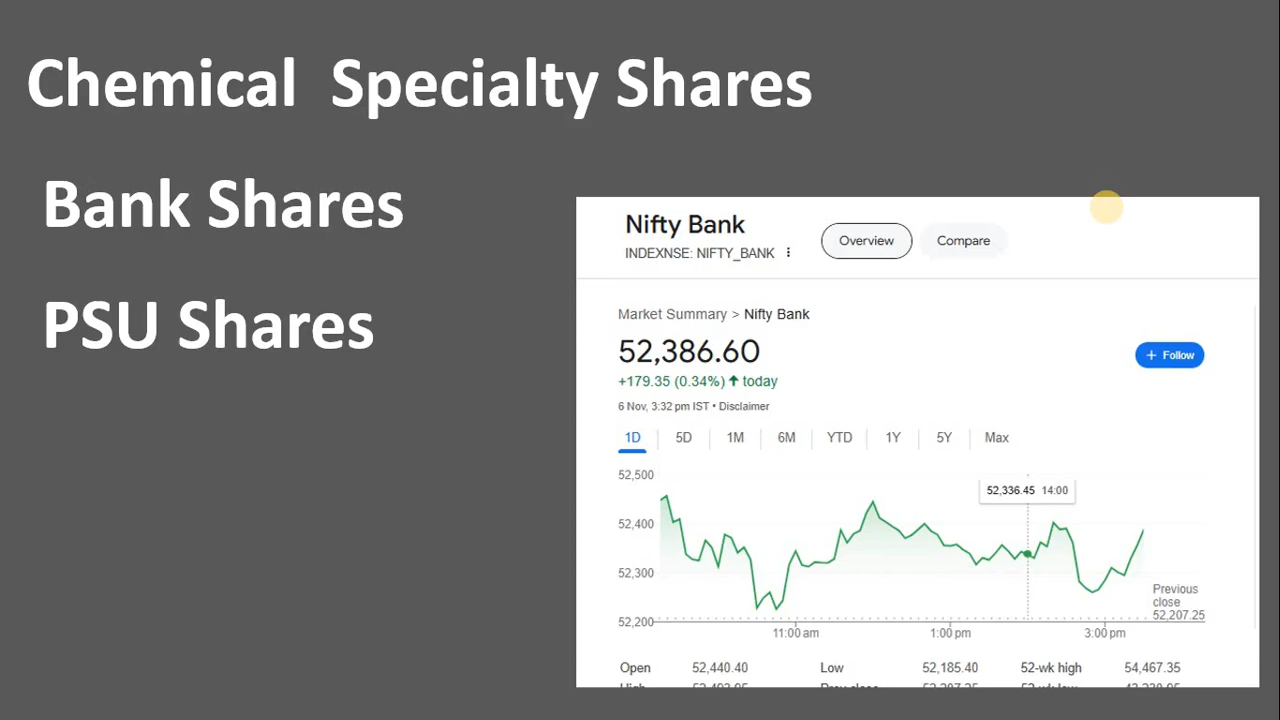 Chemical  Specialty Shares
Bank Shares
PSU Shares
Nifty Bank
INDEXNSE: NIFTY_BANK
Overview
Compare
Market Summary > Nifty Bank
52,386.60
+ Follow
+179.35 (0.34%) ↑ today
6 Nov, 3:32 pm IST • Disclaimer
1D 5D 1M 6M YTD 1Y 5Y Max
52,500
52,336.45 14:00
52,400
52,300
52,200
Previous
close
52,207.25
11:00 am 1:00 pm 3:00 pm
Open 52,440.40 Low 52,185.40 52-wk high 54,467.35